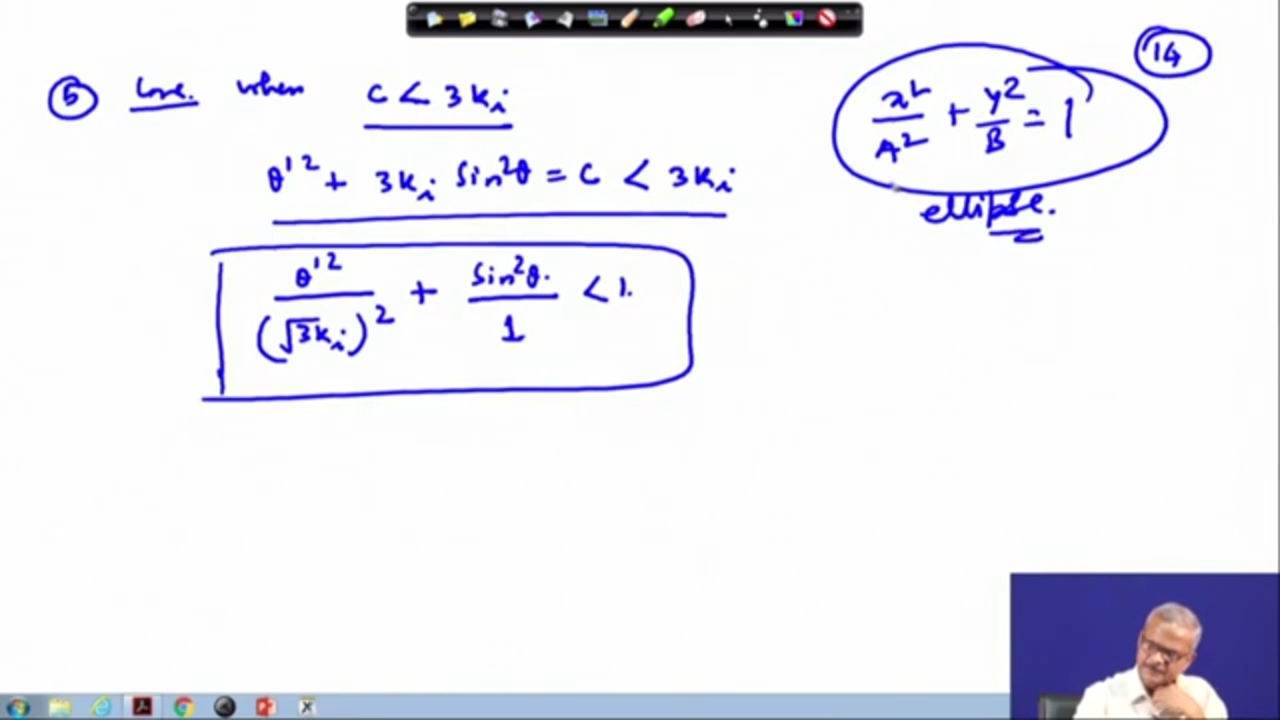 14
5 Case. when c < 3kᵢ
θ'² + 3kᵢ sin²θ = c < 3kᵢ
θ'² / (√3kᵢ)² + sin²θ. / 1 < 1.
x² / A² + y² / B = 1
ellipse.